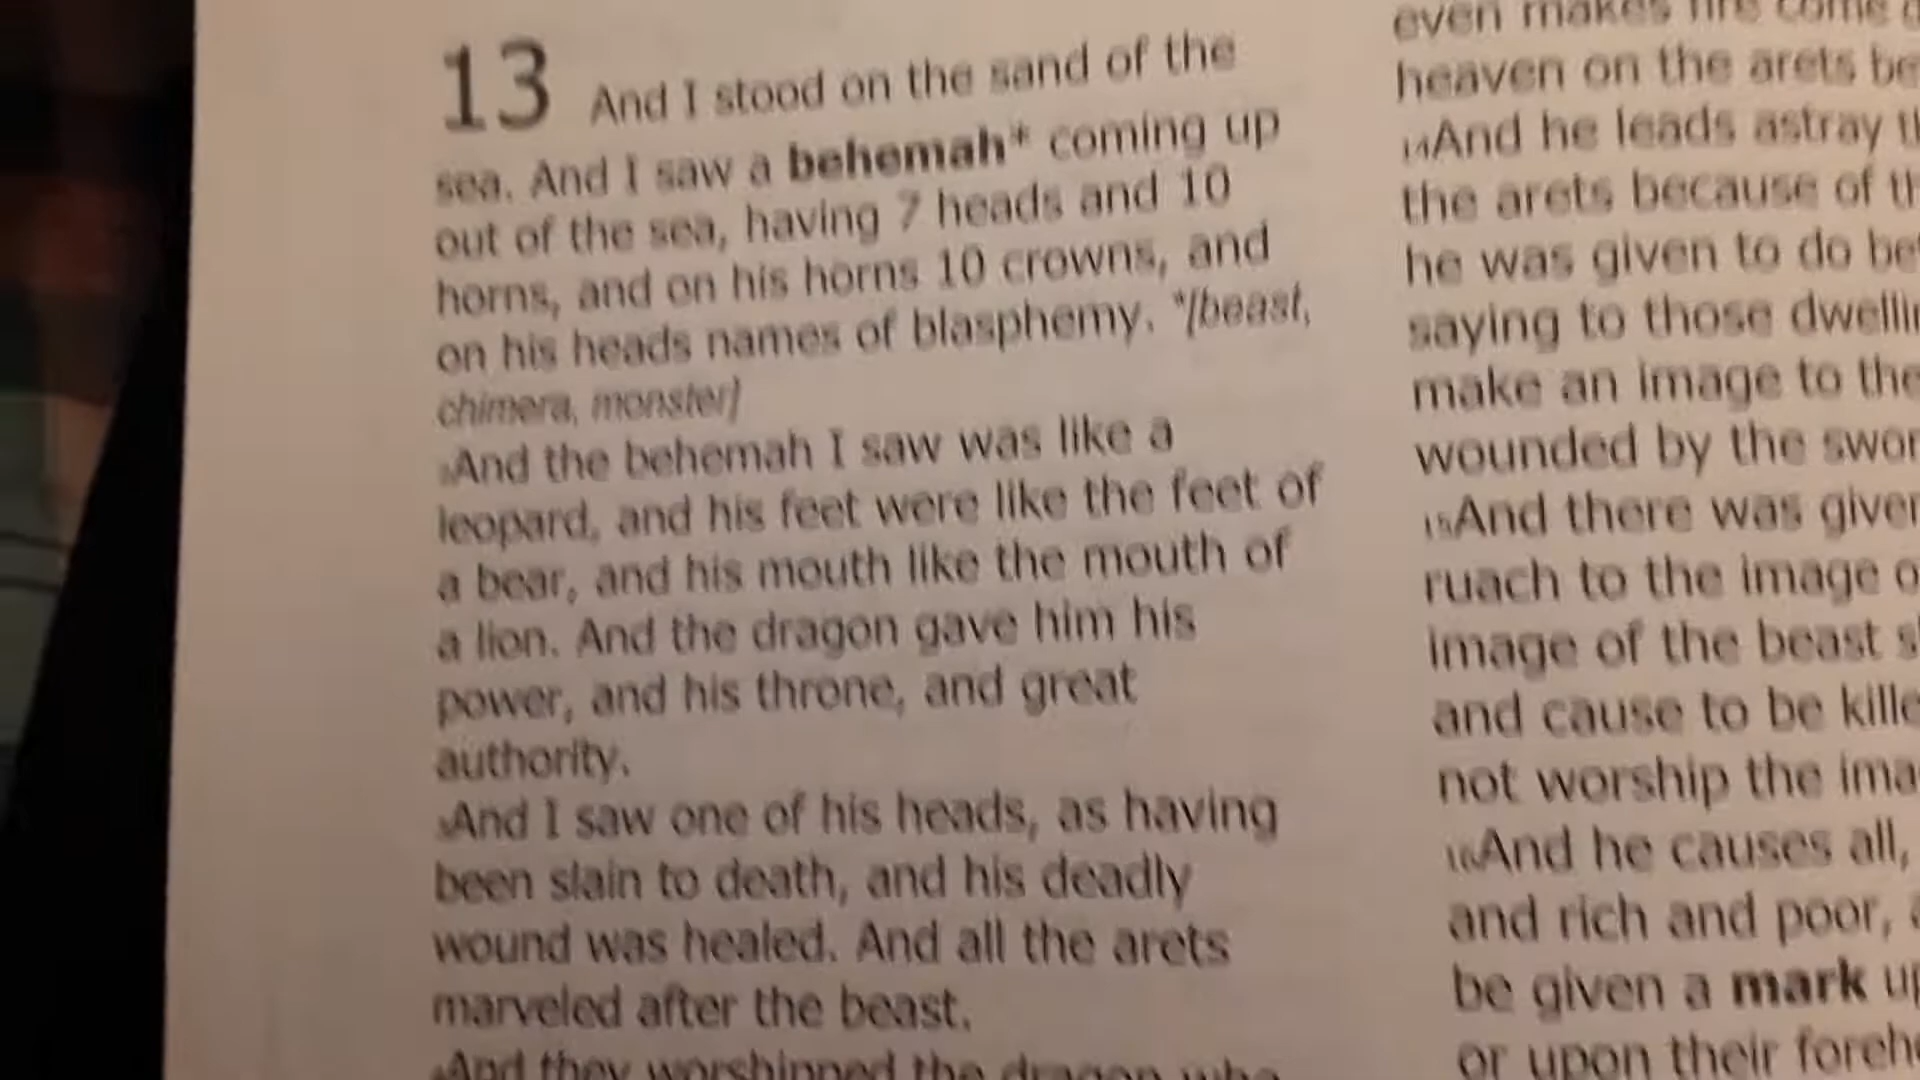 13 And I stood on the sand of the
sea. And I saw a behemah* coming up
out of the sea, having 7 heads and 10
horns, and on his horns 10 crowns, and
on his heads names of blasphemy. *[beast,
chimera, monster]
And the behemah I saw was like a
leopard, and his feet were like the feet of
a bear, and his mouth like the mouth of
a lion. And the dragon gave him his
power, and his throne, and great
authority.
And I saw one of his heads, as having
been slain to death, and his deadly
wound was healed. And all the arets
marveled after the beast.
And they worshipped the dragon who
even makes fire come
heaven on the arets
14And he leads astray
the arets because of
he was given to do
saying to those
make an image to the
wounded by the
15And there was
ruach to the image
image of the beast
and cause to be
not worship the
16And he causes all,
and rich and poor,
be given a mark
or upon their